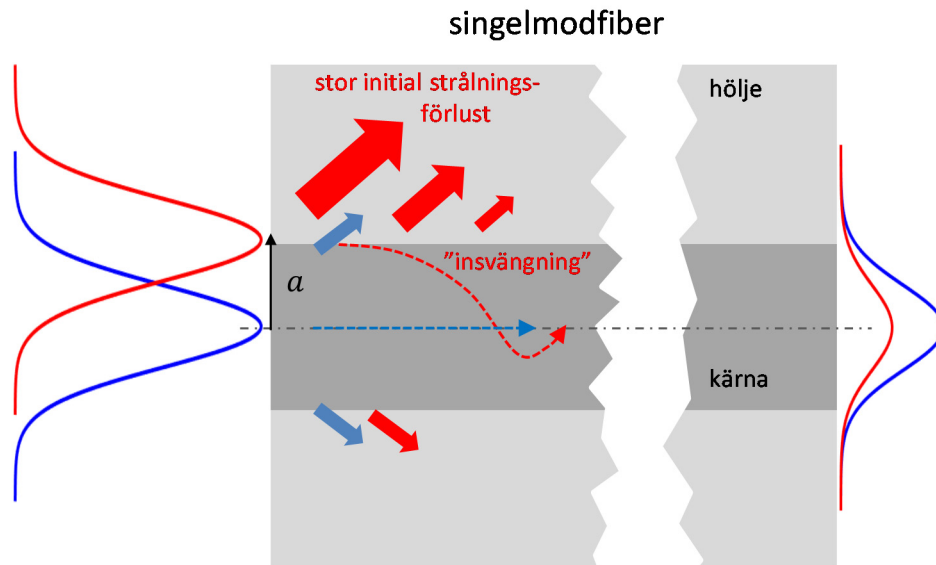 singelmodfiber
stor initial strålnings-
förlust
hölje
”insvängning”
a
kärna